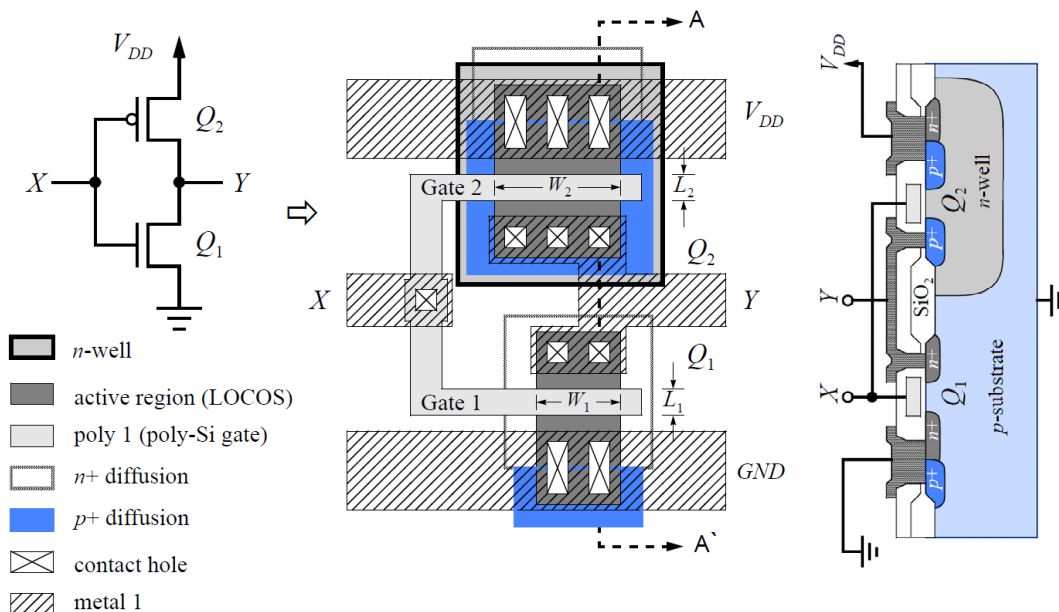 V_DD
Q_2
X
Y
Q_1
n-well
active region (LOCOS)
poly 1 (poly-Si gate)
n+ diffusion
p+ diffusion
contact hole
metal 1
A
V_DD
Gate 2
W_2
L_2
Q_2
X
Y
Q_1
Gate 1
W_1
L_1
GND
A`
V_DD
n+
p+
Q_2
n-well
p+
Y
SiO_2
n+
X
Q_1
p-substrate
n+
p+